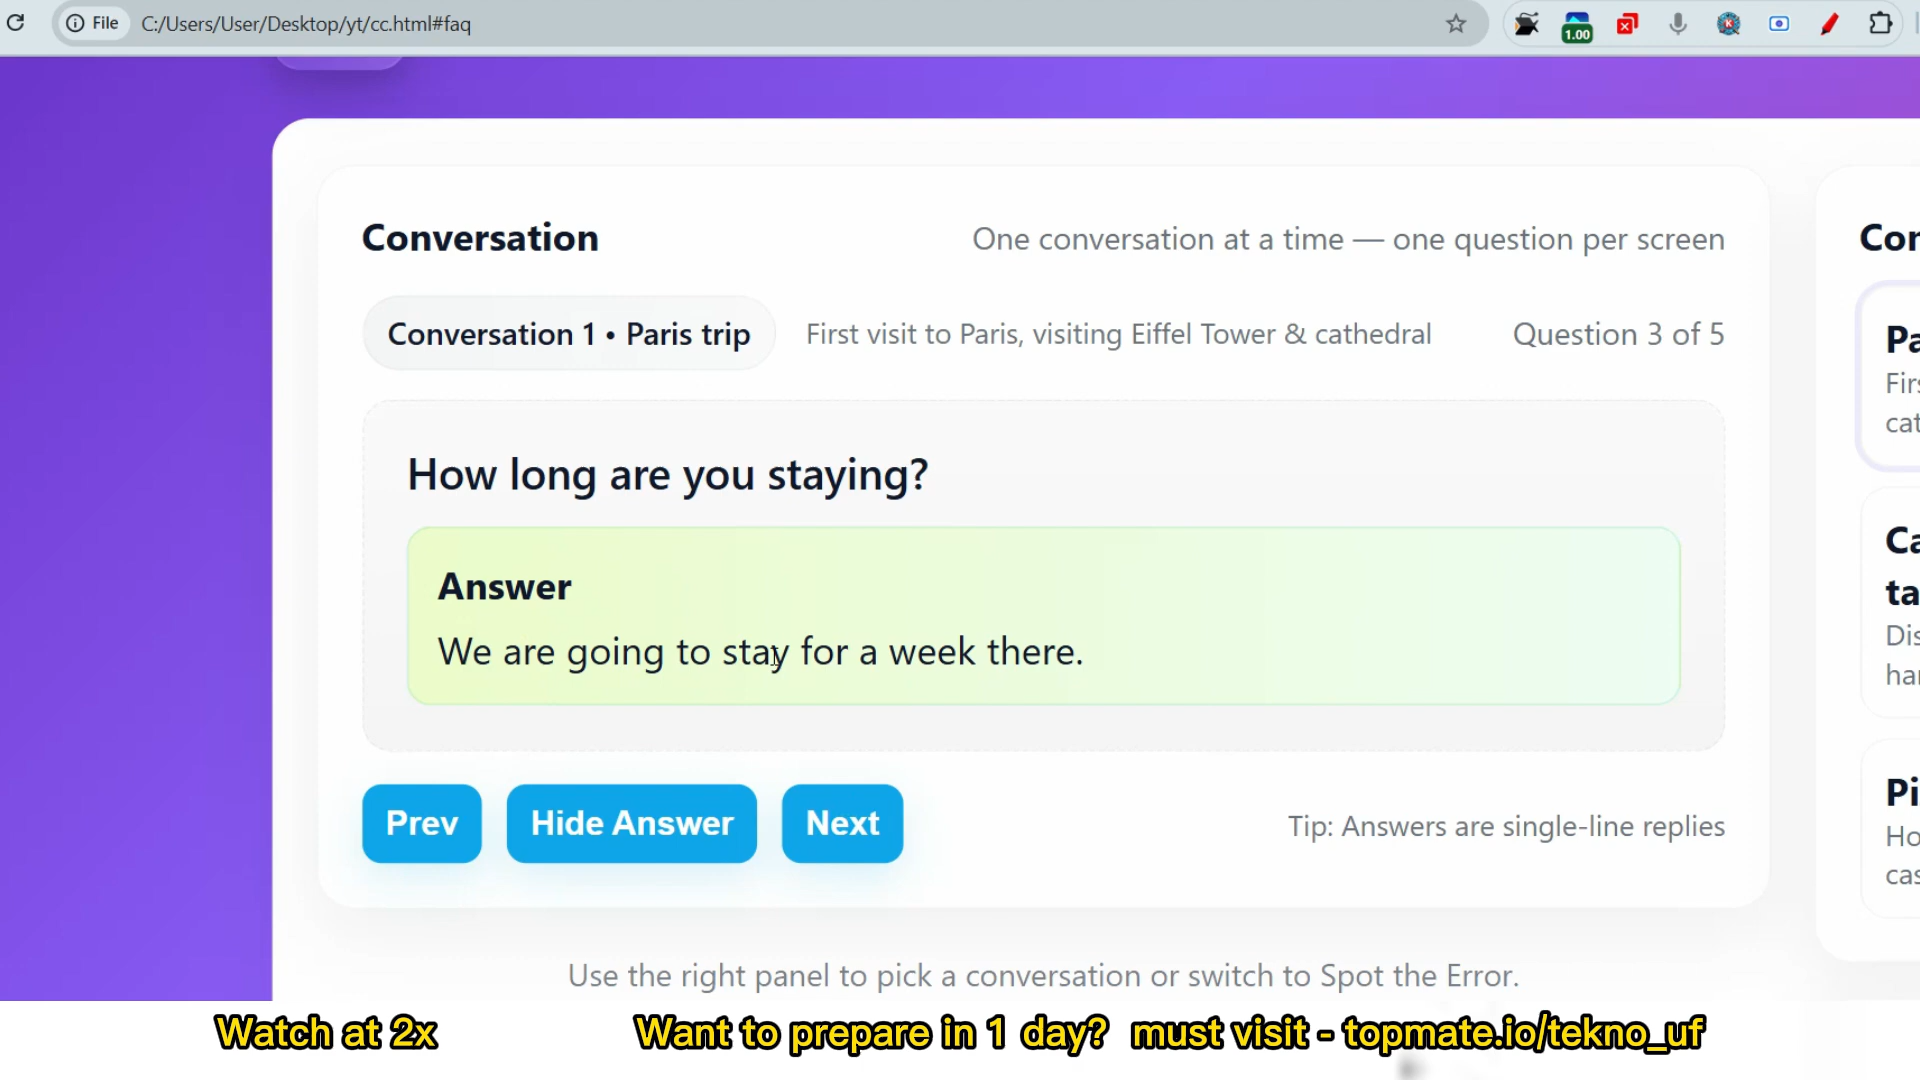 File C:/Users/User/Desktop/yt/cc.html#faq
1.00
Conversation
One conversation at a time — one question per screen
Conversation 1 • Paris trip
First visit to Paris, visiting Eiffel Tower & cathedral
Question 3 of 5
How long are you staying?
Answer
We are going to stay for a week there.
Prev
Hide Answer
Next
Tip: Answers are single-line replies
Use the right panel to pick a conversation or switch to Spot the Error.
Watch at 2x
Want to prepare in 1 day? must visit - topmate.io/tekno_uf